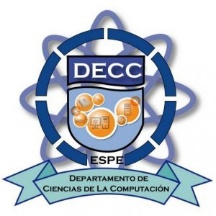 DECC
ESPE
DEPARTAMENTO DE
CIENCIAS DE LA COMPUTACIÓN